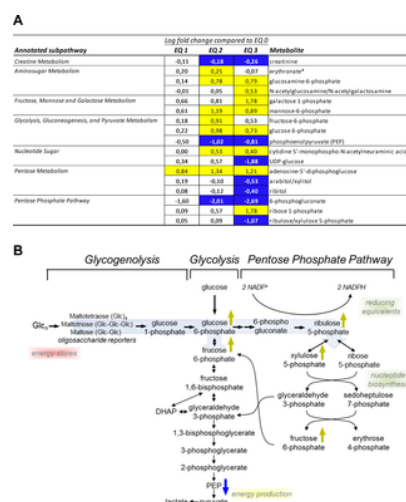 A
Log fold change compared to EQ 0
Annotated subpathway EQ 1 EQ 2 EQ 3 Metabolite
Creatine Metabolism -0,11 -0,18 -0,26 creatinine
Aminosugar Metabolism 0,20 0,25 -0,07 erythronate*
0,14 0,78 0,79 glucosamine-6-phosphate
-0,01 0,05 0,53 N-acetylglucosamine/N-acetylgalactosamine
Fructose, Mannose and Galactose Metabolism 0,66 0,81 1,78 galactose 1-phosphate
0,61 1,19 0,89 mannose-6-phosphate
Glycolysis, Gluconeogenesis, and Pyruvate Metabolism 0,18 0,91 0,53 fructose-6-phosphate
0,22 0,98 0,73 glucose 6-phosphate
-0,50 -1,02 -0,81 phosphoenolpyruvate (PEP)
Nucleotide Sugar 0,00 0,53 0,40 cytidine 5'-monophospho-N-acetylneuraminic acid
0,34 0,57 -1,88 UDP-glucose
Pentose Metabolism 0,84 1,34 1,21 adenosine-5'-diphosphoglucose
0,19 -0,10 -0,53 arabitol/xylitol
0,08 -0,12 -0,40 ribitol
Pentose Phosphate Pathway -1,60 -2,01 -2,69 6-phosphogluconate
0,09 0,57 1,78 ribose 1-phosphate
0,05 0,09 -1,07 ribulose/xylulose 5-phosphate
B
Glycogenolysis Glycolysis Pentose Phosphate Pathway
glucose 2 NADP⁺ 2 NADPH
reducing equivalents
Glcₙ
Maltotetraose (Glc)₄
Maltotriose (Glc-Glc-Glc)
Maltose (Glc-Glc)
oligosaccharide reporters
glucose 1-phosphate
glucose 6-phosphate
6-phospho gluconate
ribulose 5-phosphate
energy stores
fructose 6-phosphate
xylulose 5-phosphate
ribose 5-phosphate
nucleotide biosynthesis
fructose 1,6-bisphosphate
DHAP
glyceraldehyde 3-phosphate
glyceraldehyde 3-phosphate
sedoheptulose 7-phosphate
1,3-bisphosphoglycerate
3-phosphoglycerate
fructose 6-phosphate
erythrose 4-phosphate
2-phosphoglycerate
PEP
energy production
lactate pyruvate